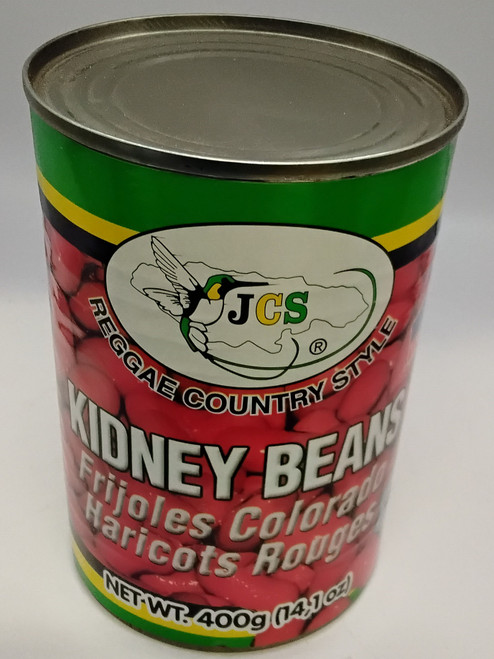 JCS
®
REGGAE COUNTRY STYLE
KIDNEY BEANS
Frijoles Colorado
Haricots Rouges
NET WT. 400g (14,1 oz)